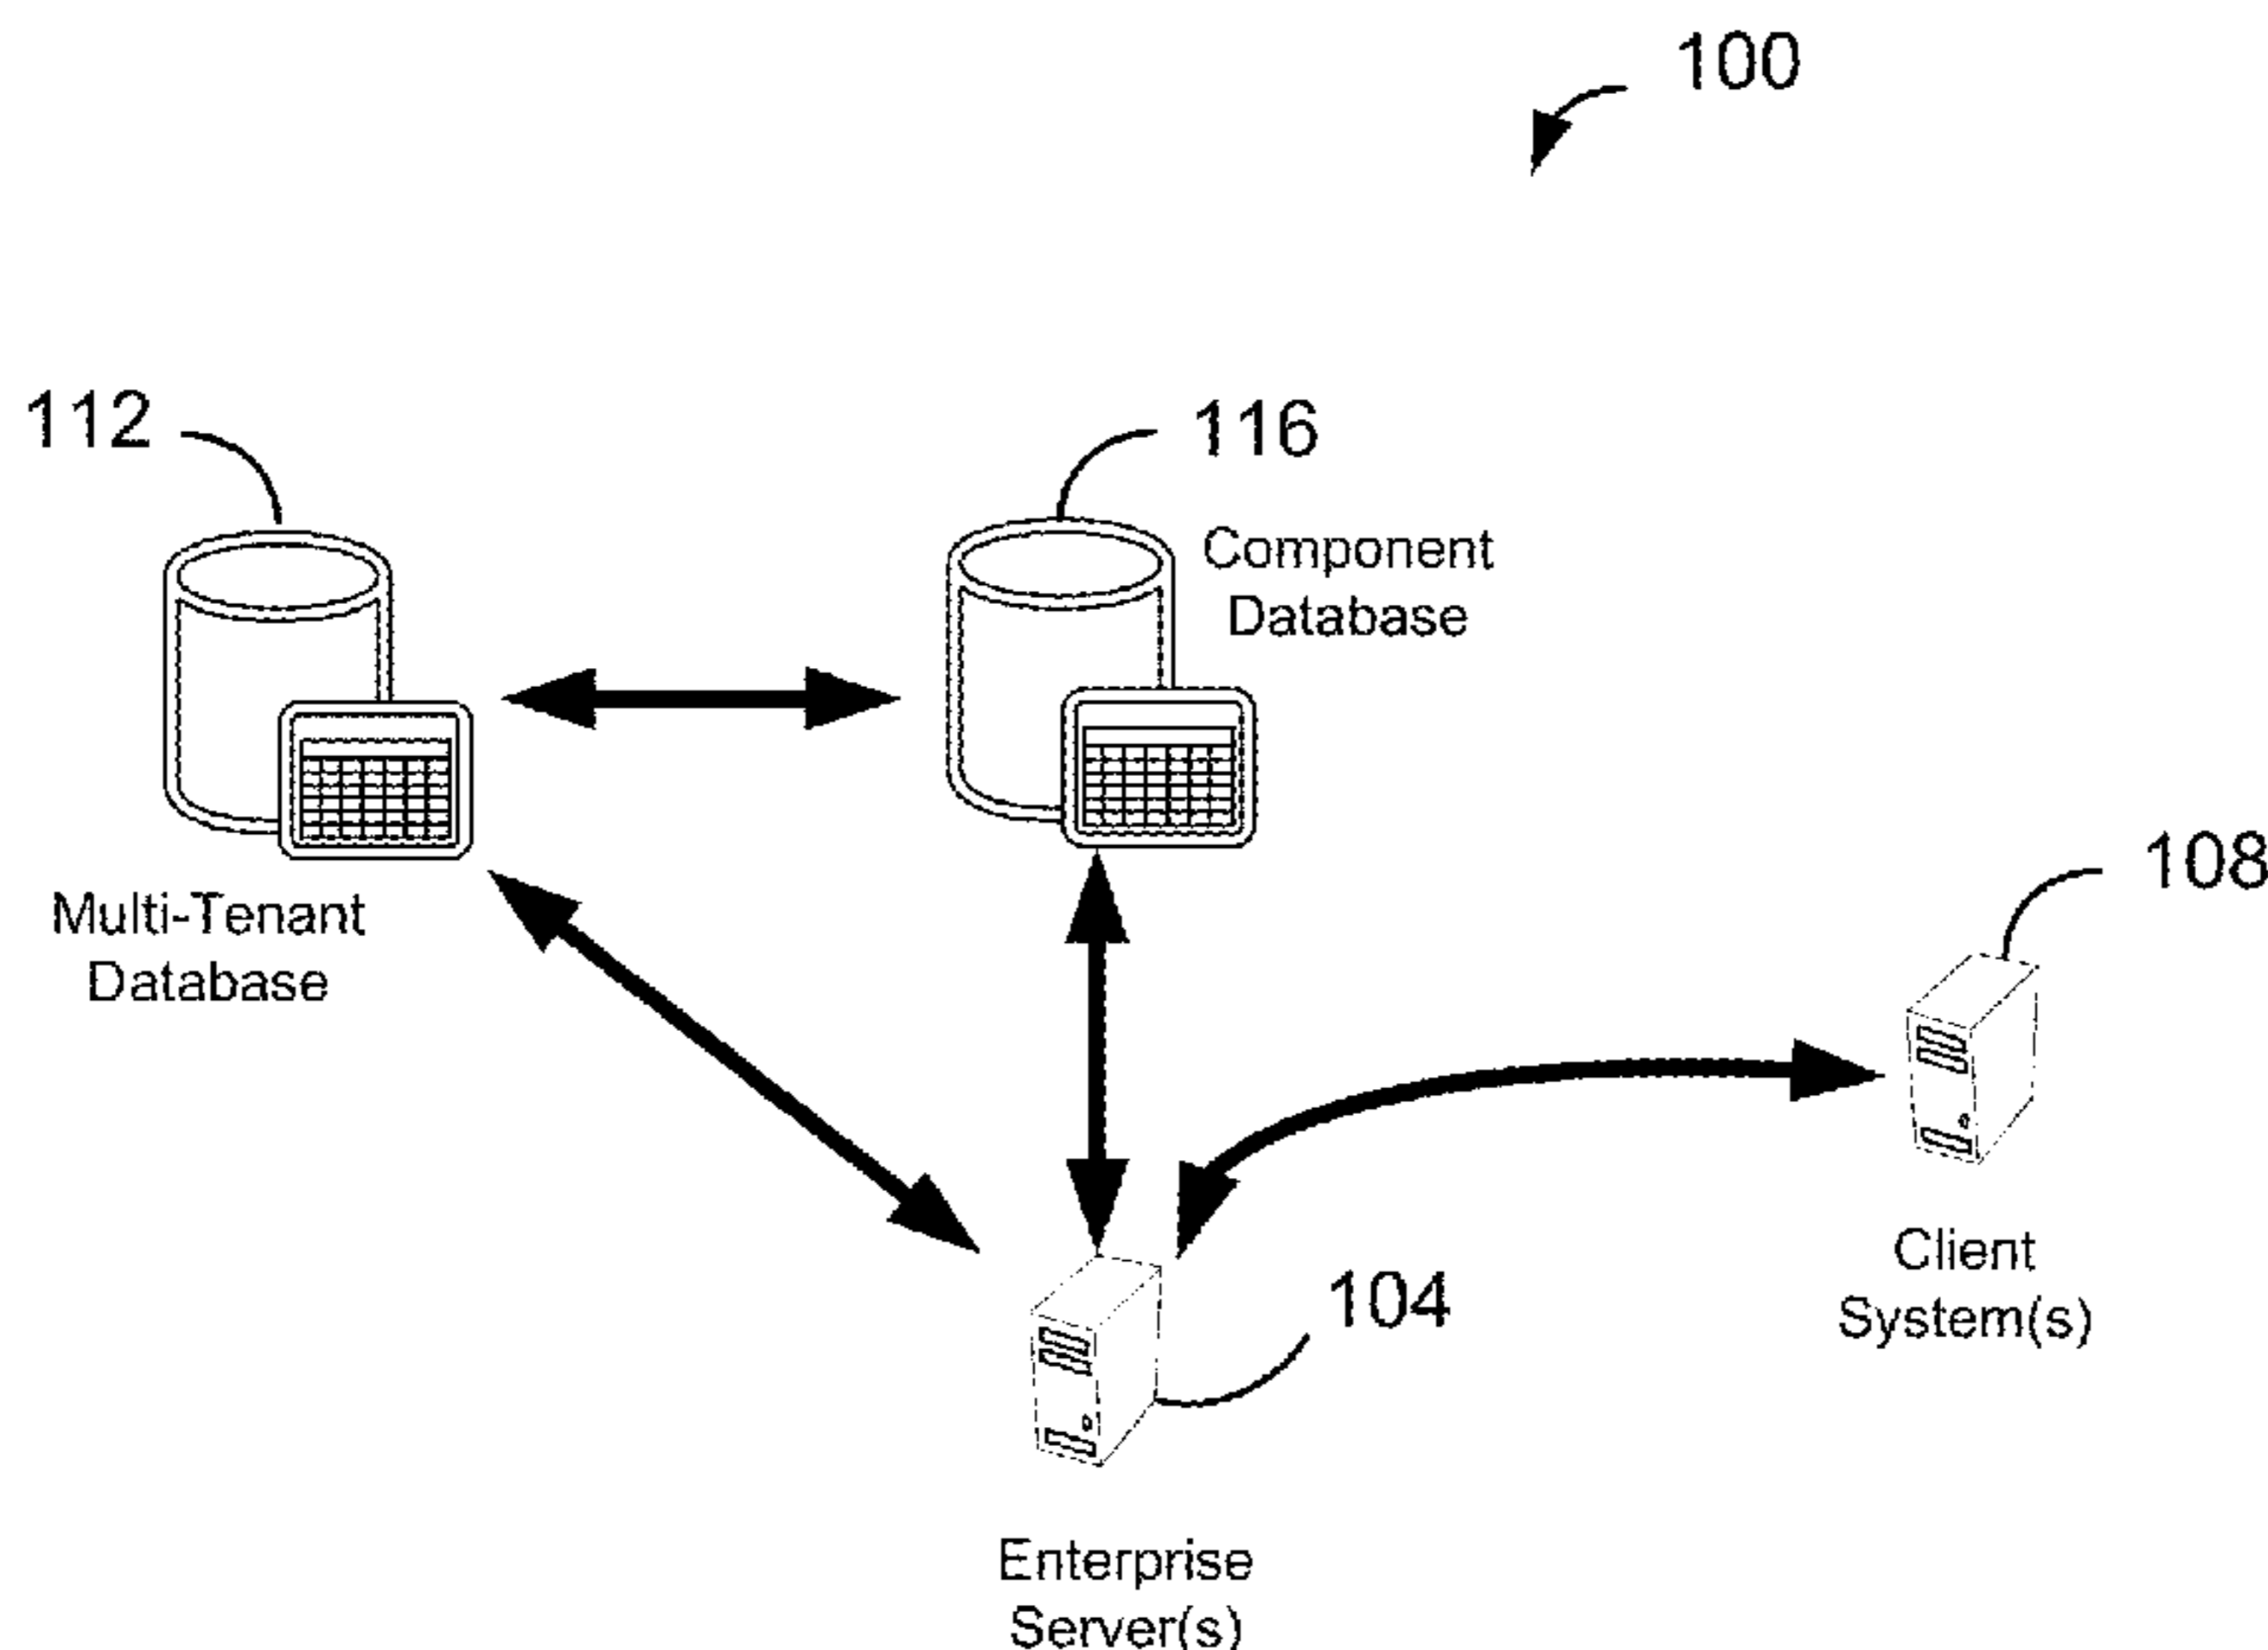 100
112
116
Component
Database
108
Multi-Tenant
Database
Client
System(s)
104
Enterprise
Server(s)